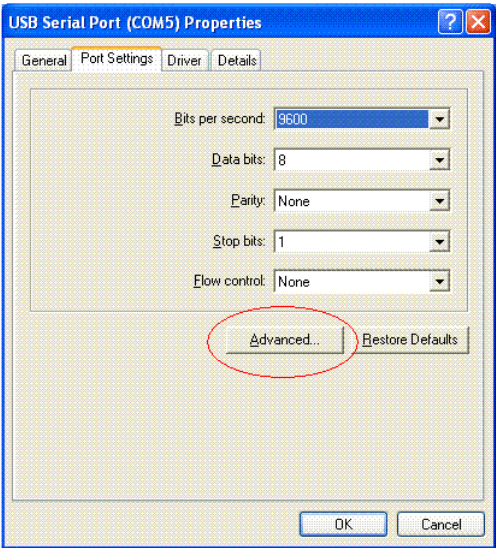 USB Serial Port (COM5) Properties
General Port Settings Driver Details
Bits per second: 9600
Data bits: 8
Parity: None
Stop bits: 1
Flow control: None
Advanced... Restore Defaults
OK Cancel